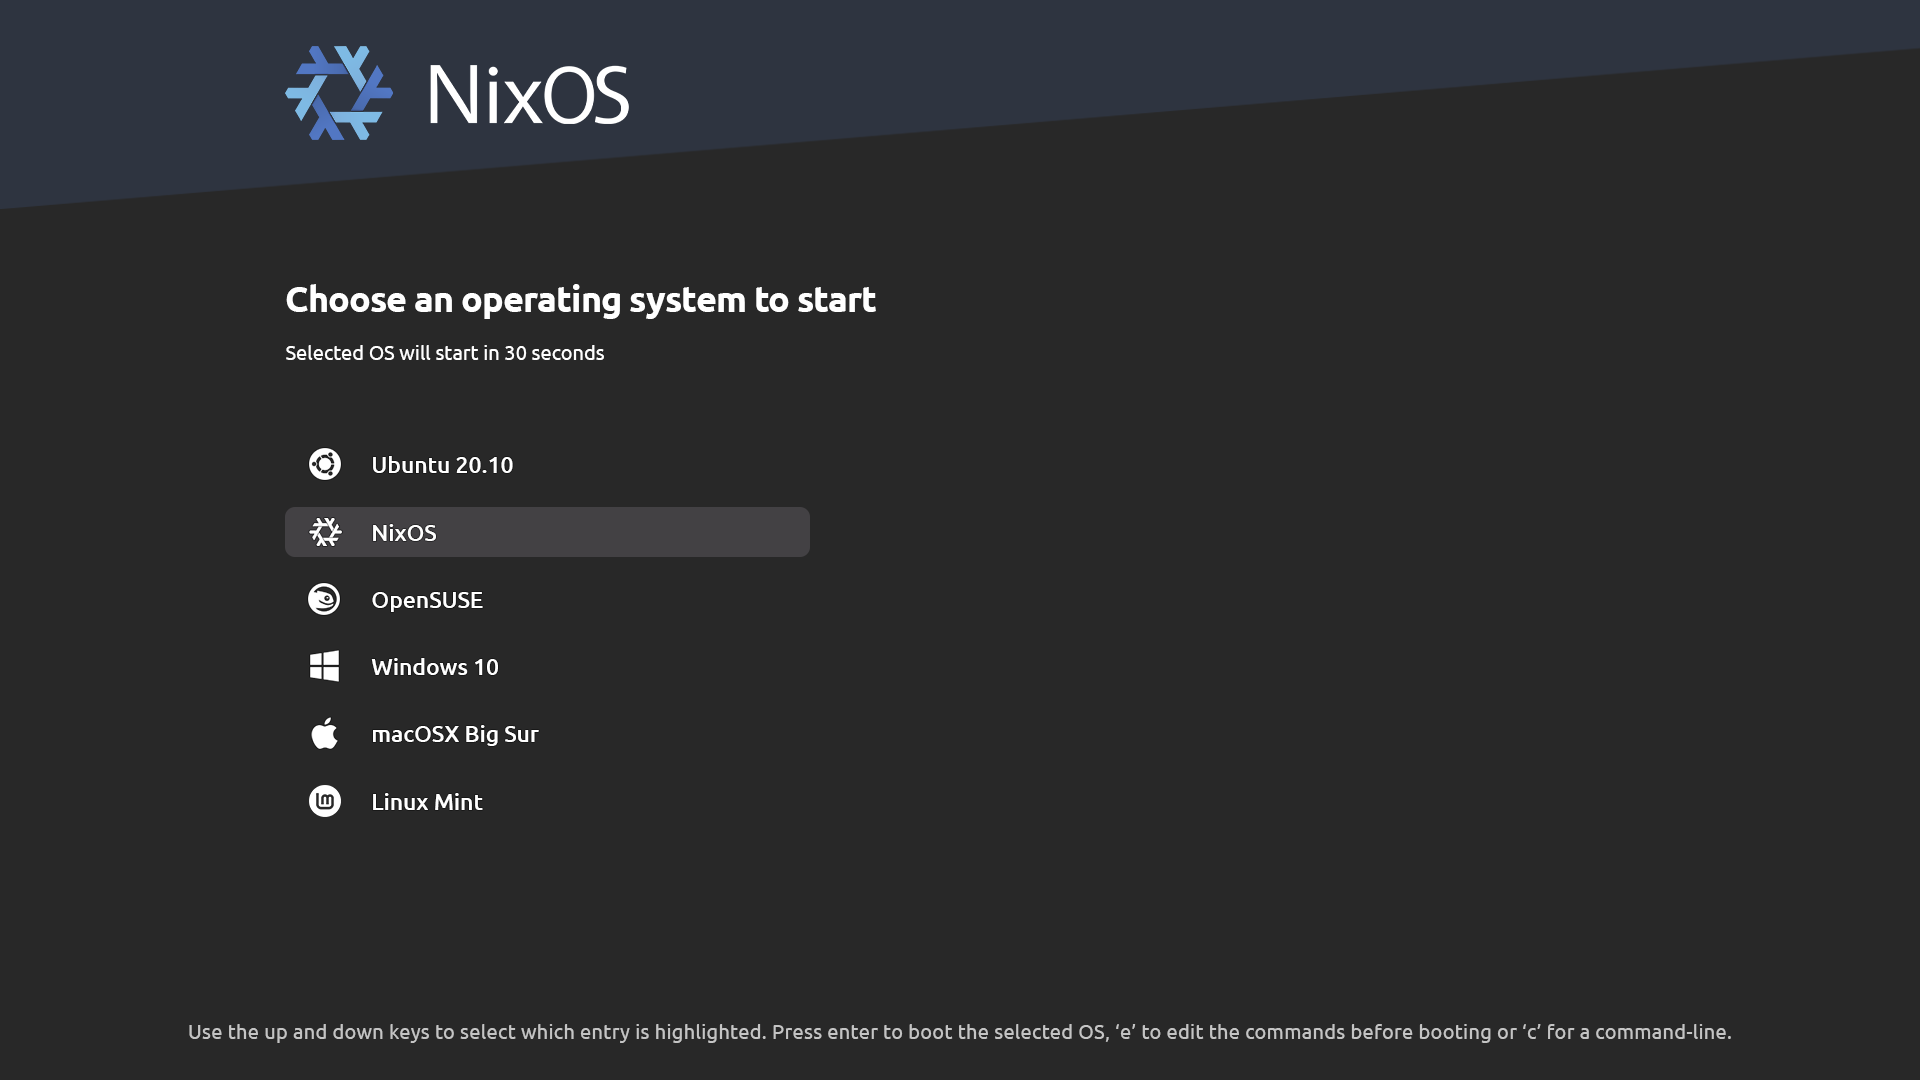 NixOS
Choose an operating system to start
Selected OS will start in 30 seconds
Ubuntu 20.10
NixOS
OpenSUSE
Windows 10
macOSX Big Sur
Linux Mint
Use the up and down keys to select which entry is highlighted. Press enter to boot the selected OS, ‘e’ to edit the commands before booting or ‘c’ for a command-line.